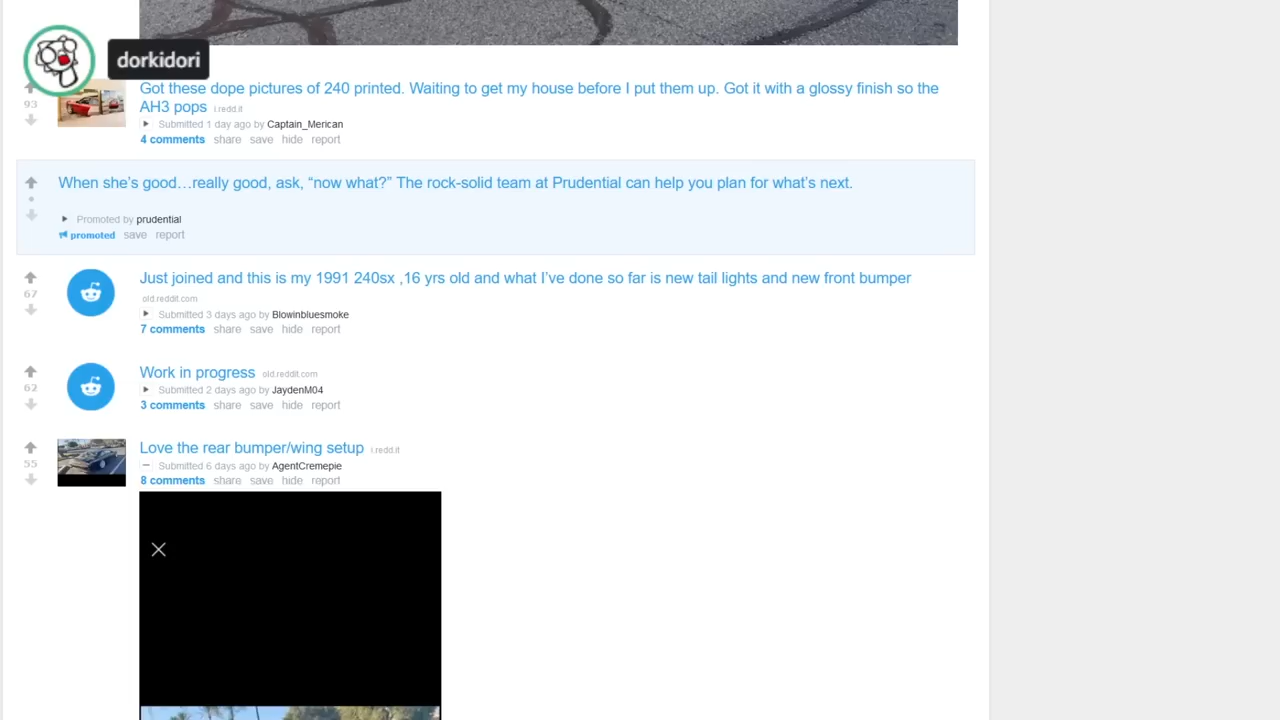 dorkidori
93
Got these dope pictures of 240 printed. Waiting to get my house before I put them up. Got it with a glossy finish so the
AH3 pops i.redd.it
Submitted 1 day ago by Captain_Merican
4 comments share save hide report
When she's good…really good, ask, “now what?” The rock-solid team at Prudential can help you plan for what's next.
Promoted by prudential
promoted save report
67
Just joined and this is my 1991 240sx ,16 yrs old and what I've done so far is new tail lights and new front bumper
old.reddit.com
Submitted 3 days ago by Blowinbluesmoke
7 comments share save hide report
62
Work in progress old.reddit.com
Submitted 2 days ago by JaydenM04
3 comments share save hide report
55
Love the rear bumper/wing setup i.redd.it
Submitted 6 days ago by AgentCremepie
8 comments share save hide report